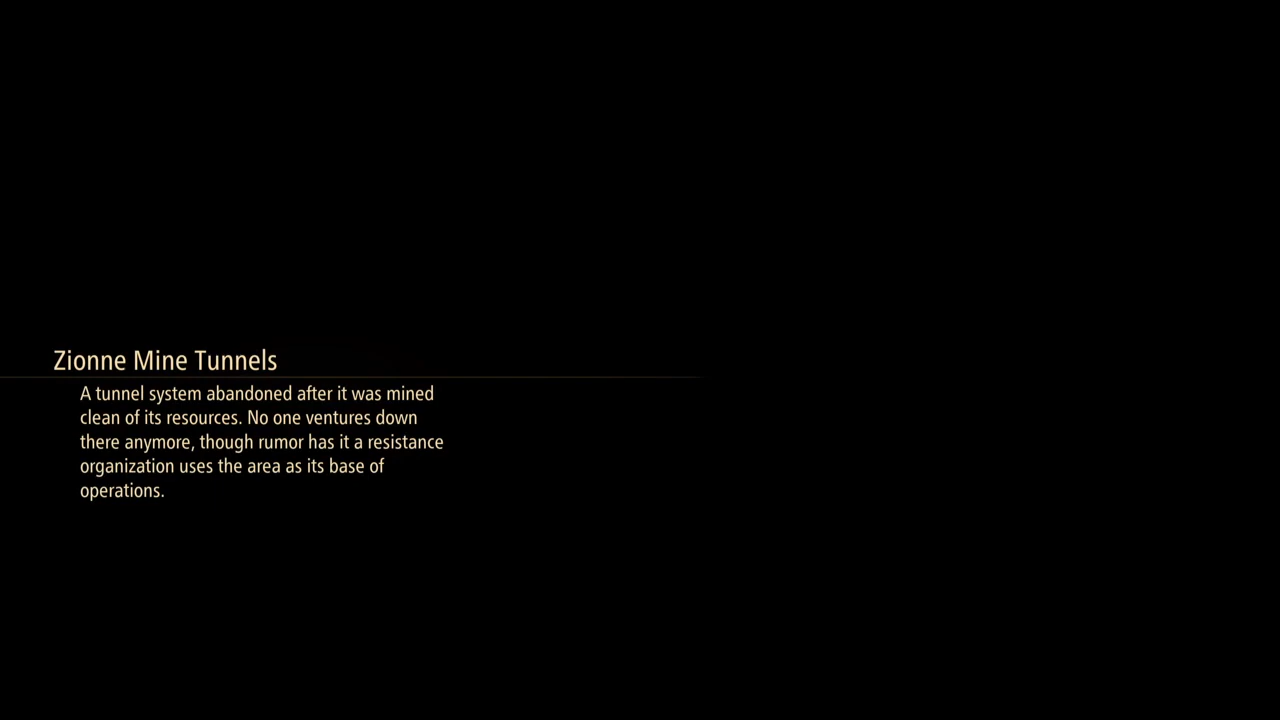 Zionne Mine Tunnels
A tunnel system abandoned after it was mined
clean of its resources. No one ventures down
there anymore, though rumor has it a resistance
organization uses the area as its base of
operations.